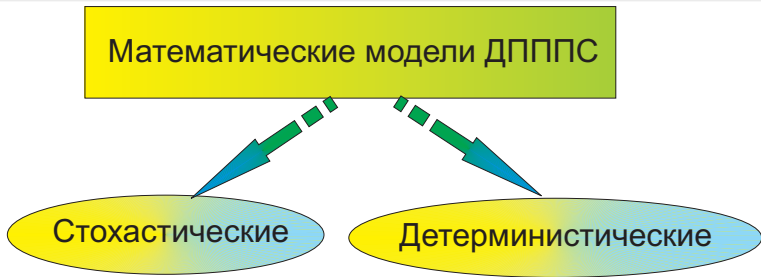 Математические модели ДПППС
Стохастические
Детерминистические